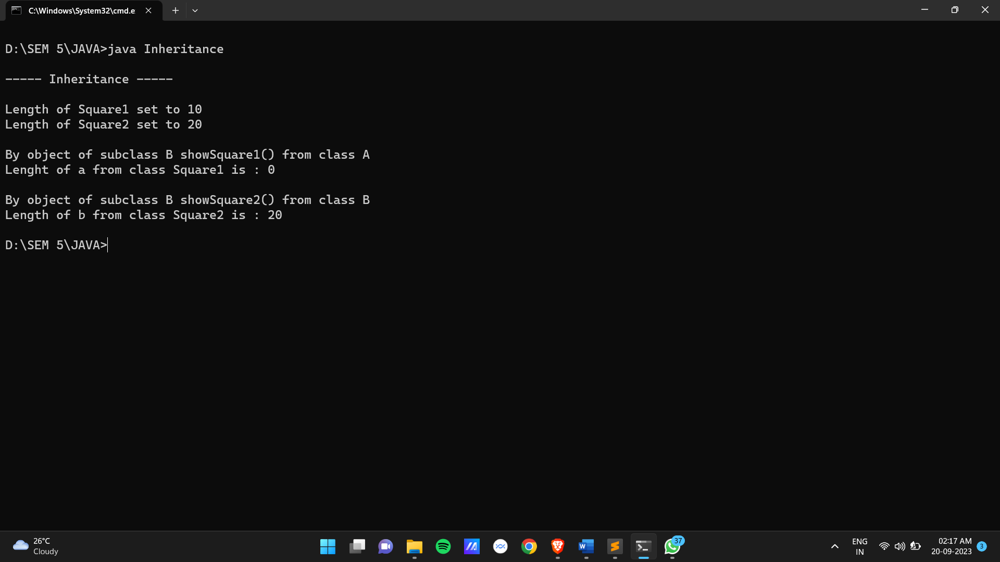 C:\Windows\System32\cmd.e
D:\SEM 5\JAVA>java Inheritance
----- Inheritance -----
Length of Square1 set to 10
Length of Square2 set to 20
By object of subclass B showSquare1() from class A
Lenght of a from class Square1 is : 0
By object of subclass B showSquare2() from class B
Length of b from class Square2 is : 20
D:\SEM 5\JAVA>
26°C
Cloudy
W
37
ENG
IN
02:17 AM
20-09-2023
3